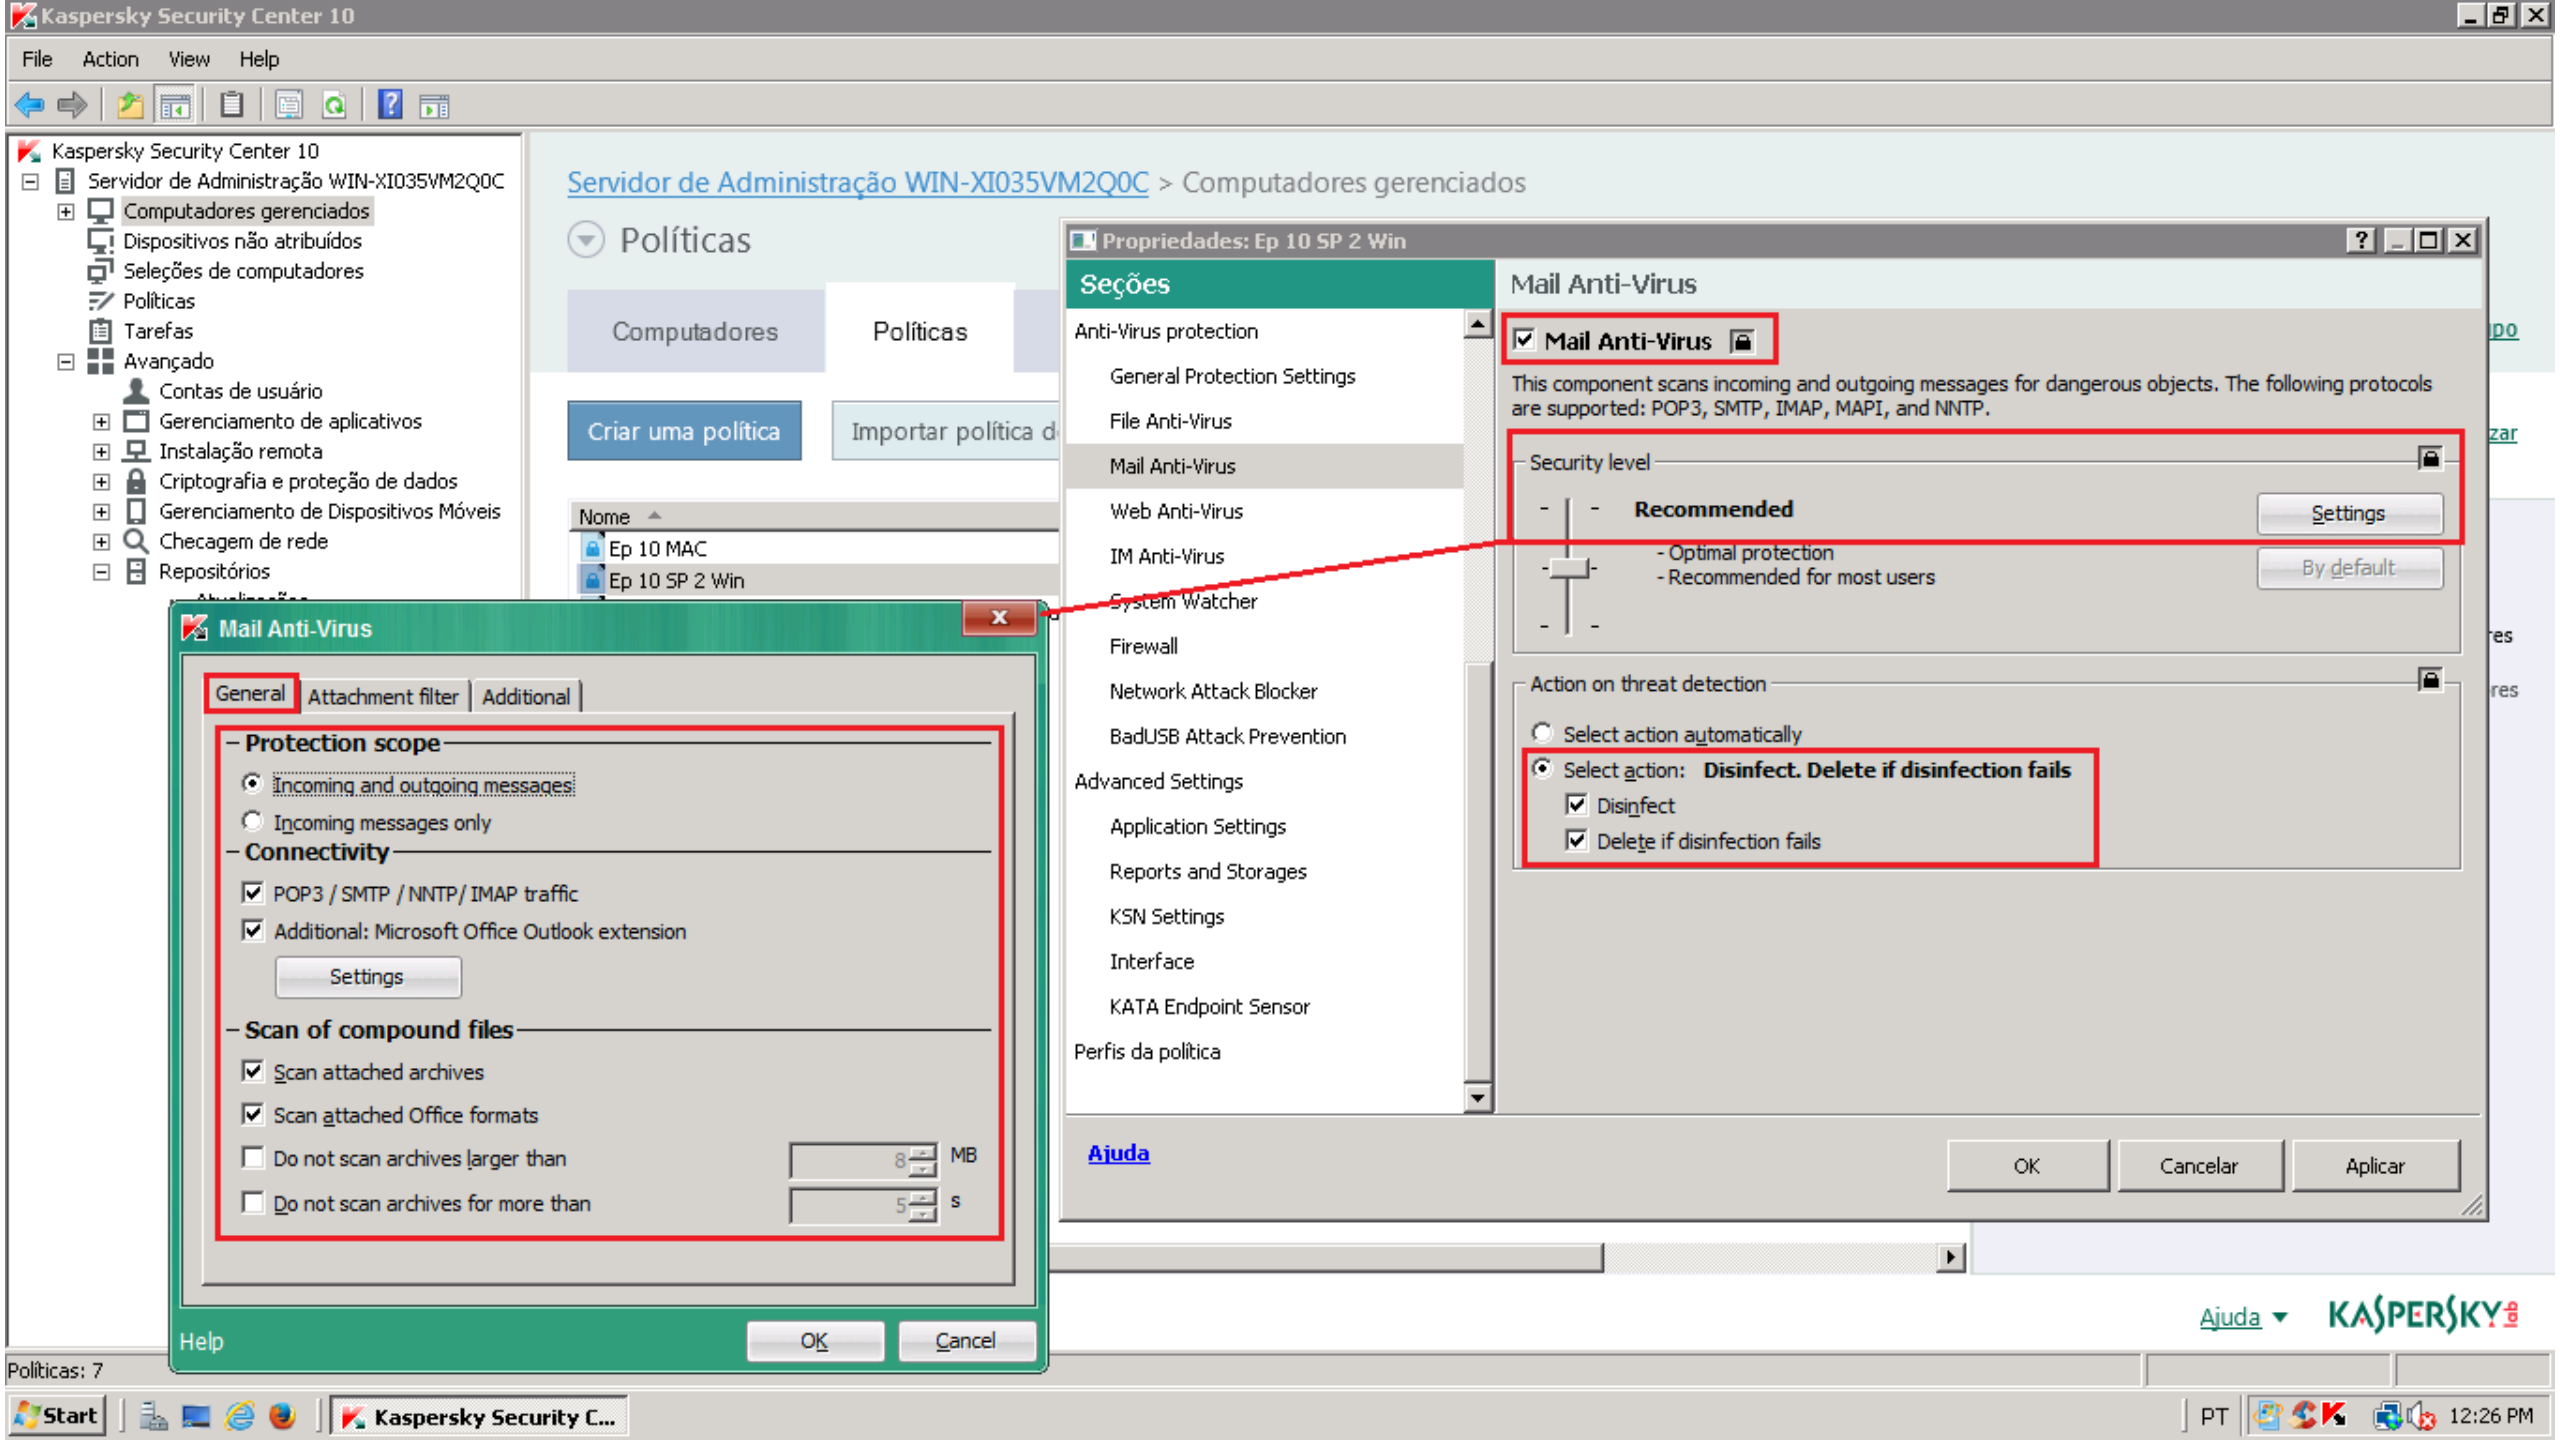 Kaspersky Security Center 10
File Action View Help
Kaspersky Security Center 10
Servidor de Administração WIN-XI035VM2Q0C
Computadores gerenciados
Dispositivos não atribuídos
Seleções de computadores
Políticas
Tarefas
Avançado
Contas de usuário
Gerenciamento de aplicativos
Instalação remota
Criptografia e proteção de dados
Gerenciamento de Dispositivos Móveis
Checagem de rede
Repositórios
Servidor de Administração WIN-XI035VM2Q0C > Computadores gerenciados
Políticas
Computadores Políticas
Criar uma política Importar política d
Nome
Ep 10 MAC
Ep 10 SP 2 Win
Propriedades: Ep 10 SP 2 Win
Seções
Anti-Virus protection
General Protection Settings
File Anti-Virus
Mail Anti-Virus
Web Anti-Virus
IM Anti-Virus
System Watcher
Firewall
Network Attack Blocker
BadUSB Attack Prevention
Advanced Settings
Application Settings
Reports and Storages
KSN Settings
Interface
KATA Endpoint Sensor
Perfis da política
Mail Anti-Virus
Mail Anti-Virus
This component scans incoming and outgoing messages for dangerous objects. The following protocols
are supported: POP3, SMTP, IMAP, MAPI, and NNTP.
Security level
Recommended
Settings
- Optimal protection
- Recommended for most users
By default
Action on threat detection
Select action automatically
Select action: Disinfect. Delete if disinfection fails
Disinfect
Delete if disinfection fails
Ajuda
OK Cancelar Aplicar
upo
zar
res
res
Mail Anti-Virus
General Attachment filter Additional
Protection scope
Incoming and outgoing messages
Incoming messages only
Connectivity
POP3 / SMTP / NNTP/ IMAP traffic
Additional: Microsoft Office Outlook extension
Settings
Scan of compound files
Scan attached archives
Scan attached Office formats
Do not scan archives larger than 8 MB
Do not scan archives for more than 5 s
Help OK Cancel
Ajuda
KASPERSKY lab
Políticas: 7
Start Kaspersky Security C... PT 12:26 PM